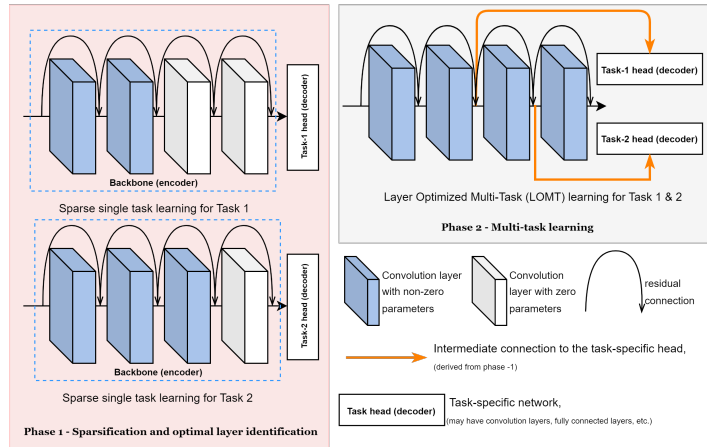 Task-1 head (decoder)
Backbone (encoder)
Sparse single task learning for Task 1
Task-2 head (decoder)
Backbone (encoder)
Sparse single task learning for Task 2
Phase 1 - Sparsification and optimal layer identification
Task-1 head (decoder)
Task-2 head (decoder)
Layer Optimized Multi-Task (LOMT) learning for Task 1 & 2
Phase 2 - Multi-task learning
Convolution layer
with non-zero
parameters
Convolution
layer with zero
parameters
residual
connection
Intermediate connection to the task-specific head,
(derived from phase -1)
Task head (decoder)
Task-specific network,
(may have convolution layers, fully connected layers, etc.)